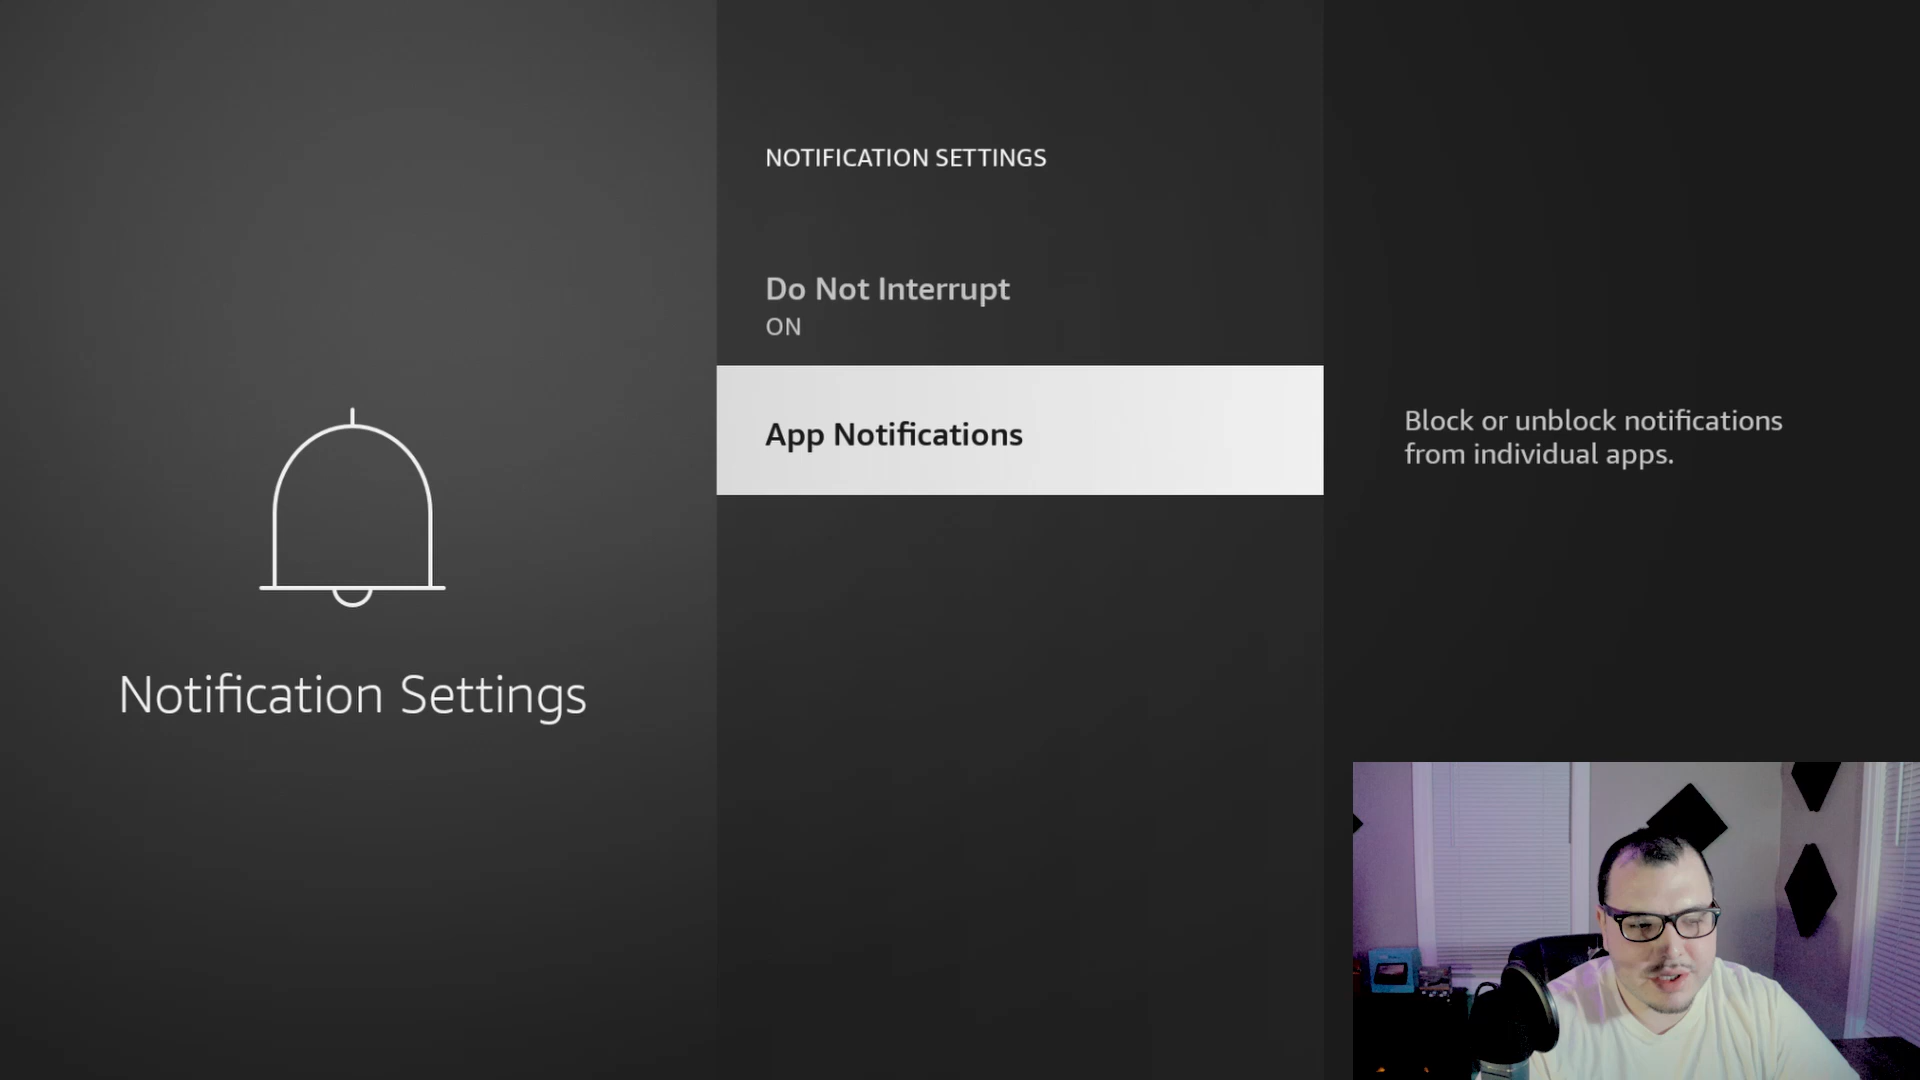 NOTIFICATION SETTINGS
Do Not Interrupt
ON
App Notifications
Block or unblock notifications
from individual apps.
Notification Settings